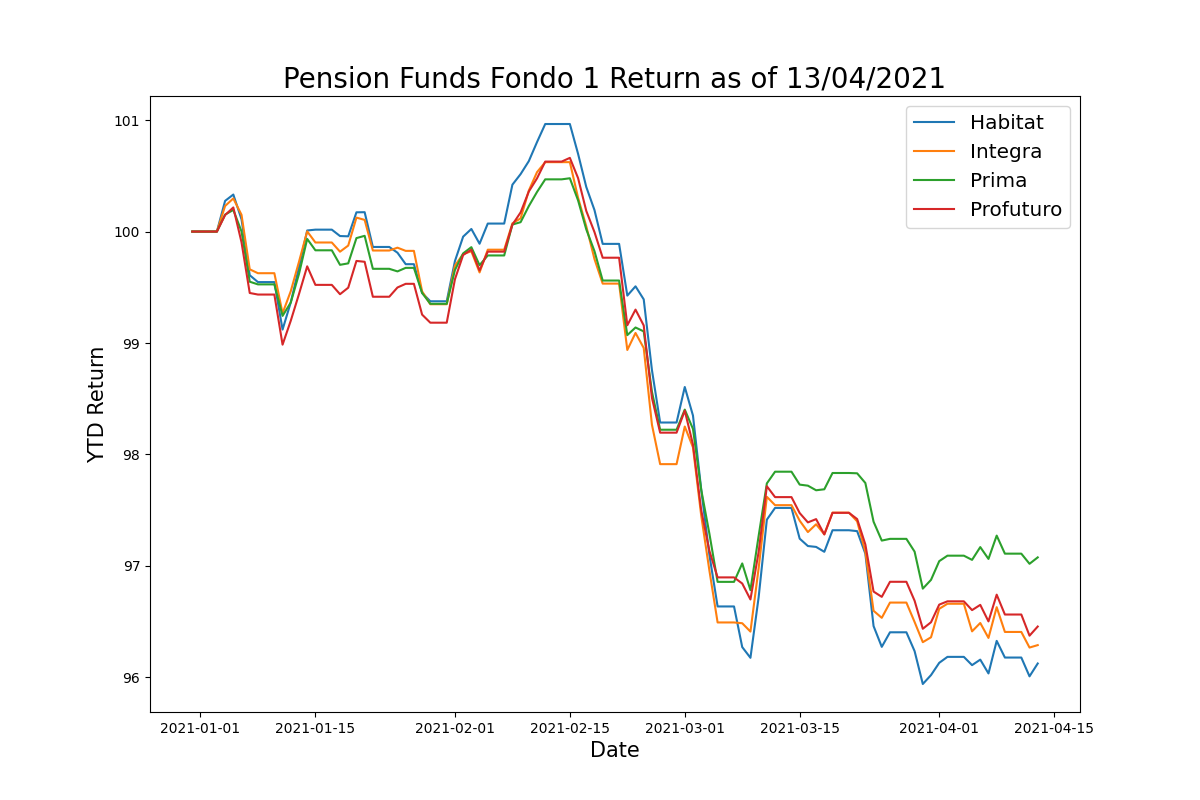 Pension Funds Fondo 1 Return as of 13/04/2021
YTD Return
101
100
99
98
97
96
Habitat
Integra
Prima
Profuturo
2021-01-01
2021-01-15
2021-02-01
2021-02-15
2021-03-01
2021-03-15
2021-04-01
2021-04-15
Date